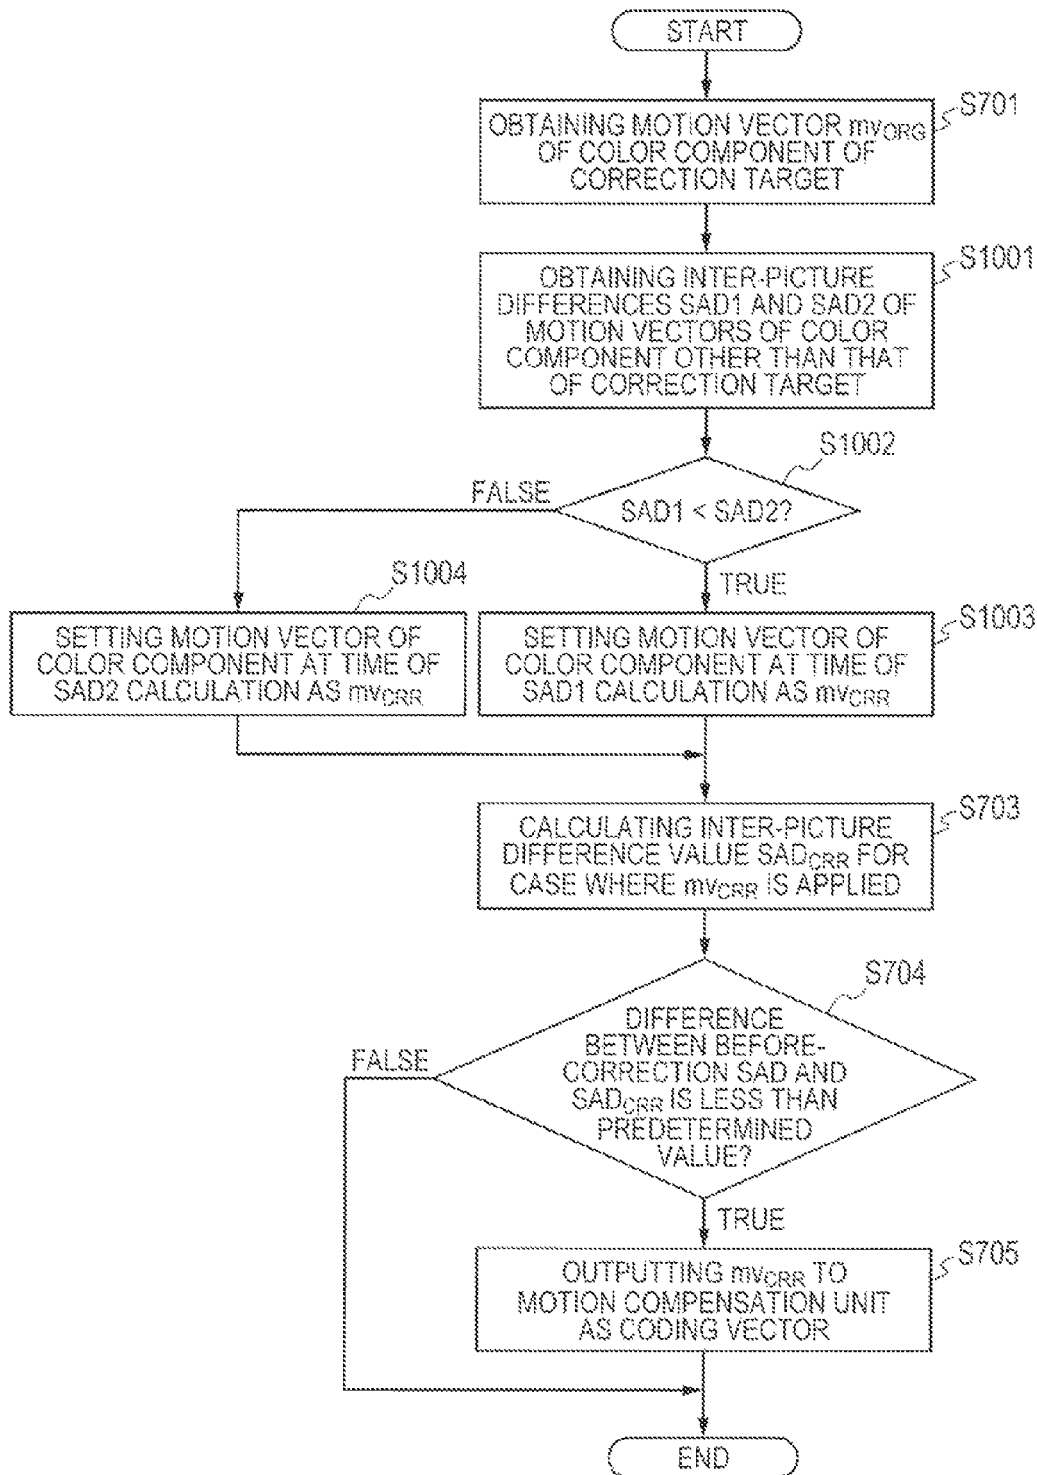 START
S701
OBTAINING MOTION VECTOR mvORG
OF COLOR COMPONENT OF
CORRECTION TARGET
S1001
OBTAINING INTER-PICTURE
DIFFERENCES SAD1 AND SAD2 OF
MOTION VECTORS OF COLOR
COMPONENT OTHER THAN THAT
OF CORRECTION TARGET
S1002
FALSE
SAD1 < SAD2?
TRUE
S1004
SETTING MOTION VECTOR OF
COLOR COMPONENT AT TIME OF
SAD2 CALCULATION AS mvCRR
S1003
SETTING MOTION VECTOR OF
COLOR COMPONENT AT TIME OF
SAD1 CALCULATION AS mvCRR
S703
CALCULATING INTER-PICTURE
DIFFERENCE VALUE SADCRR FOR
CASE WHERE mvCRR IS APPLIED
S704
FALSE
DIFFERENCE
BETWEEN BEFORE-
CORRECTION SAD AND
SADCRR IS LESS THAN
PREDETERMINED
VALUE?
TRUE
S705
OUTPUTTING mvCRR TO
MOTION COMPENSATION UNIT
AS CODING VECTOR
END